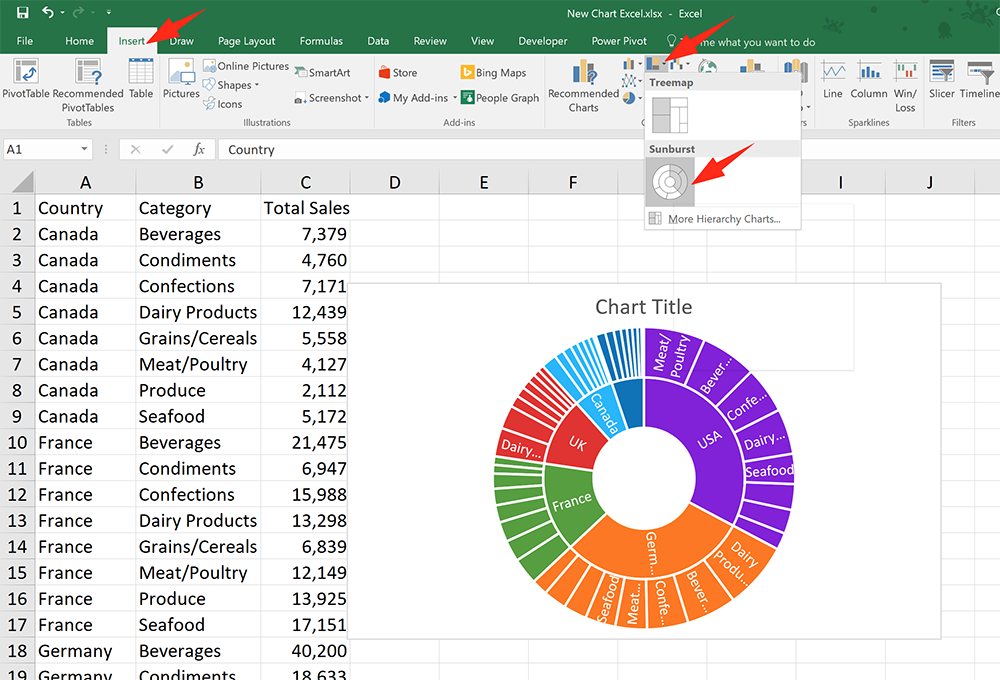 New Chart Excel.xlsx - Excel
File Home Insert Draw Page Layout Formulas Data Review View Developer Power Pivot me what you want to do
PivotTable Recommended PivotTables Table
Tables
Pictures
Online Pictures
Shapes
Icons
SmartArt
Screenshot
Illustrations
Store
My Add-ins
Bing Maps
People Graph
Add-ins
Recommended Charts
Treemap
Sunburst
More Hierarchy Charts...
Line Column Win/ Loss
Sparklines
Slicer Timeline
Filters
A1 fx Country
A B C D E F I J
1 Country Category Total Sales
2 Canada Beverages 7,379
3 Canada Condiments 4,760
4 Canada Confections 7,171
5 Canada Dairy Products 12,439
6 Canada Grains/Cereals 5,558
7 Canada Meat/Poultry 4,127
8 Canada Produce 2,112
9 Canada Seafood 5,172
10 France Beverages 21,475
11 France Condiments 6,947
12 France Confections 15,988
13 France Dairy Products 13,298
14 France Grains/Cereals 6,839
15 France Meat/Poultry 12,149
16 France Produce 13,925
17 France Seafood 17,151
18 Germany Beverages 40,200
19 Germany Condiments 18,633
Chart Title
Meat/
Poultry
Bever...
Confe...
Dairy...
Seafood
USA
Dairy
Produ...
Bever...
Confe...
Meat...
Seafood
Germ...
France
Dairy...
UK
Canada